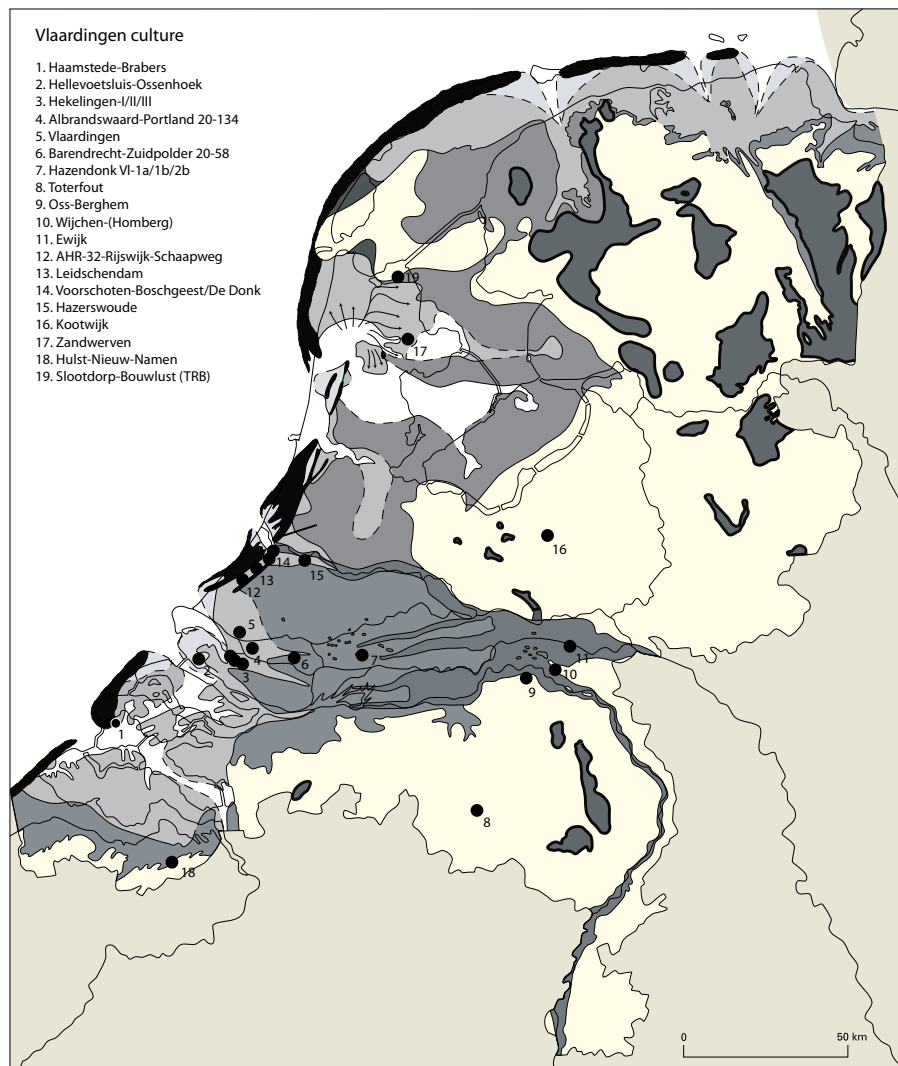 Vlaardingen culture
1. Haamstede-Brabers
2. Hellevoetsluis-Ossenhoek
3. Hekelingen-I/II/III
4. Albrandswaard-Portland 20-134
5. Vlaardingen
6. Barendrecht-Zuidpolder 20-58
7. Hazendonk VI-1a/1b/2b
8. Toterfout
9. Oss-Berghem
10. Wijchen-(Homberg)
11. Ewijk
12. AHR-32-Rijswijk-Schaapweg
13. Leidschendam
14. Voorschoten-Boschgeest/De Donk
15. Hazerswoude
16. Kootwijk
17. Zandwerven
18. Hulst-Nieuw-Namen
19. Slootdorp-Bouwlust (TRB)
19
17
16
14
15
13
12
5
4
3
6
7
11
10
9
2
1
8
18
0 50 km